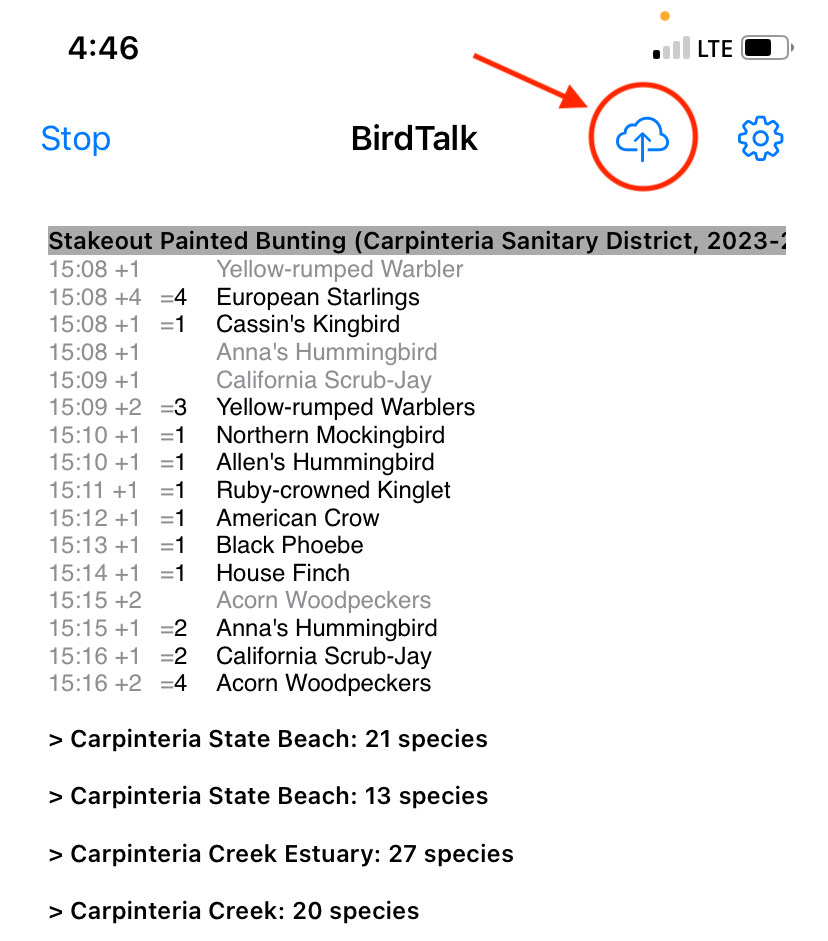 4:46 LTE
Stop BirdTalk
Stakeout Painted Bunting (Carpinteria Sanitary District, 2023-2
15:08 +1 Yellow-rumped Warbler
15:08 +4 =4 European Starlings
15:08 +1 =1 Cassin's Kingbird
15:08 +1 Anna's Hummingbird
15:09 +1 California Scrub-Jay
15:09 +2 =3 Yellow-rumped Warblers
15:10 +1 =1 Northern Mockingbird
15:10 +1 =1 Allen's Hummingbird
15:11 +1 =1 Ruby-crowned Kinglet
15:12 +1 =1 American Crow
15:13 +1 =1 Black Phoebe
15:14 +1 =1 House Finch
15:15 +2 Acorn Woodpeckers
15:15 +1 =2 Anna's Hummingbird
15:16 +1 =2 California Scrub-Jay
15:16 +2 =4 Acorn Woodpeckers
> Carpinteria State Beach: 21 species
> Carpinteria State Beach: 13 species
> Carpinteria Creek Estuary: 27 species
> Carpinteria Creek: 20 species